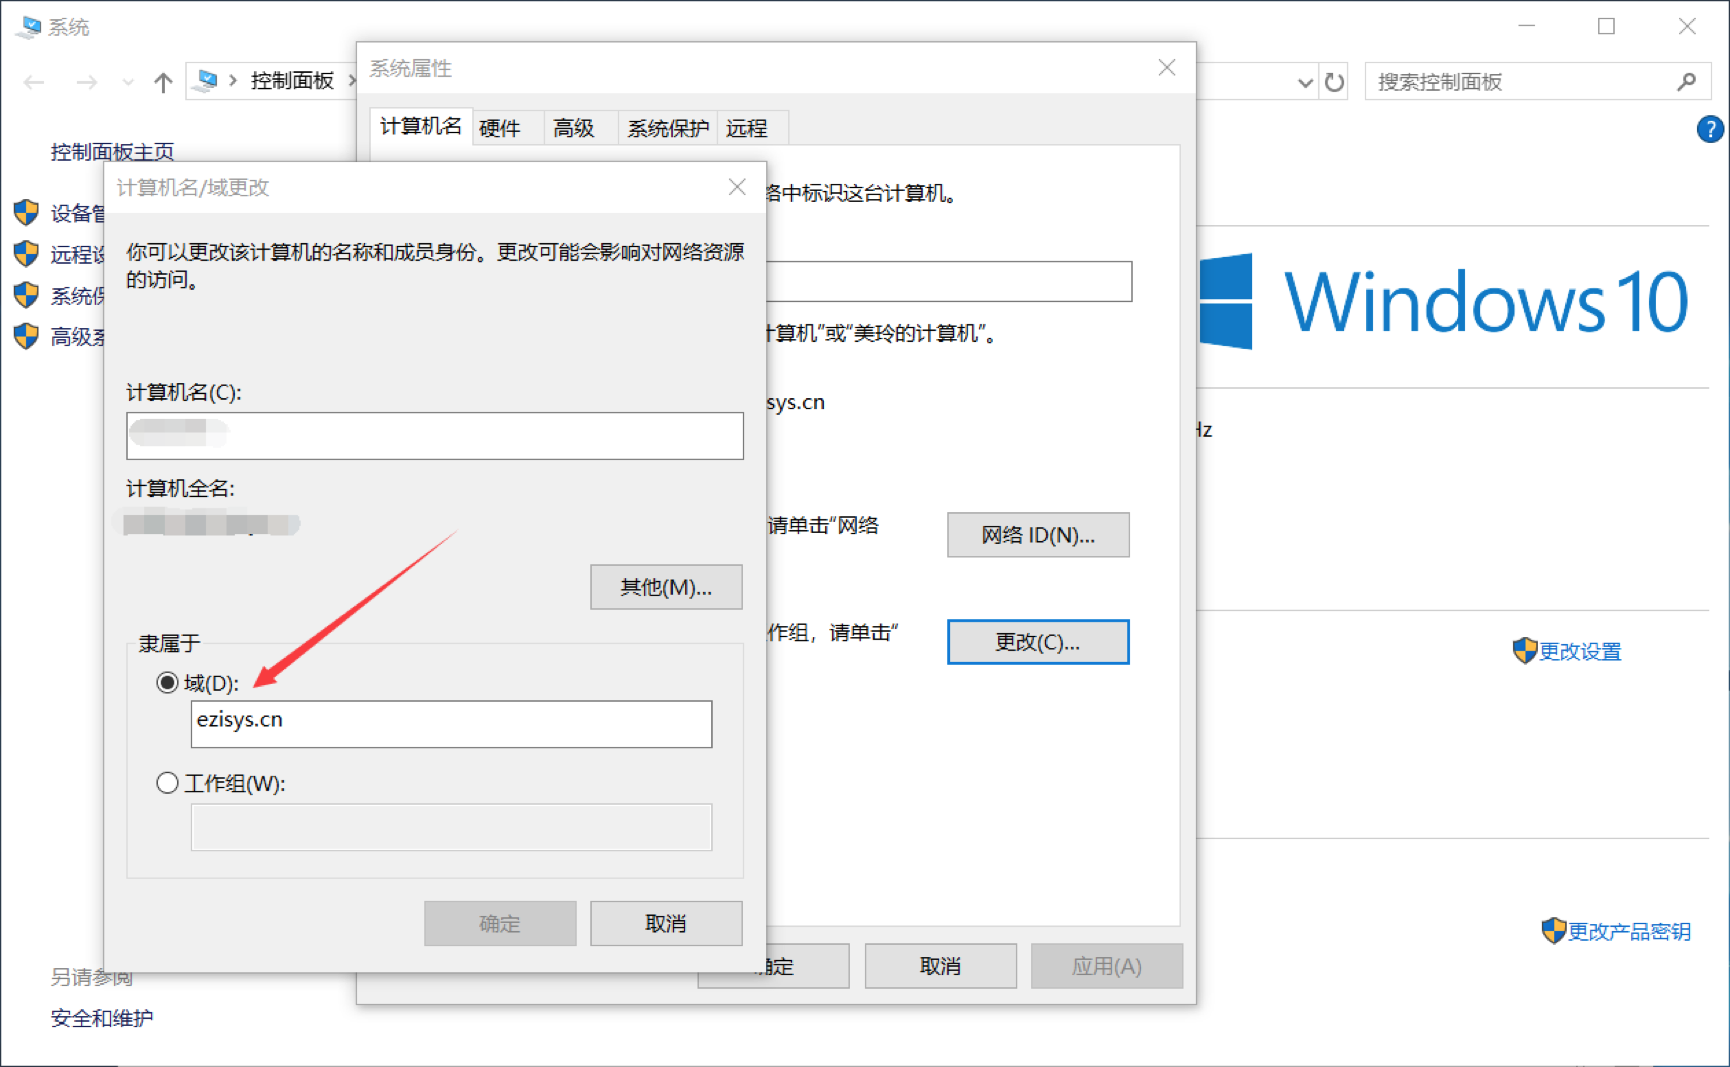 系统
控制面板
搜索控制面板
系统属性
计算机名 硬件 高级 系统保护 远程
控制面板主页
设备管
远程设
系统保
高级系
另请参阅
安全和维护
计算机名/域更改
你可以更改该计算机的名称和成员身份。更改可能会影响对网络资源
的访问。
计算机名(C):
计算机全名:
其他(M)...
隶属于
域(D):
ezisys.cn
工作组(W):
确定 取消
络中标识这台计算机。
计算机”或“美玲的计算机”。
sys.cn
请单击“网络
网络 ID(N)...
作组，请单击“
更改(C)...
确定 取消 应用(A)
Windows 10
Hz
更改设置
更改产品密钥